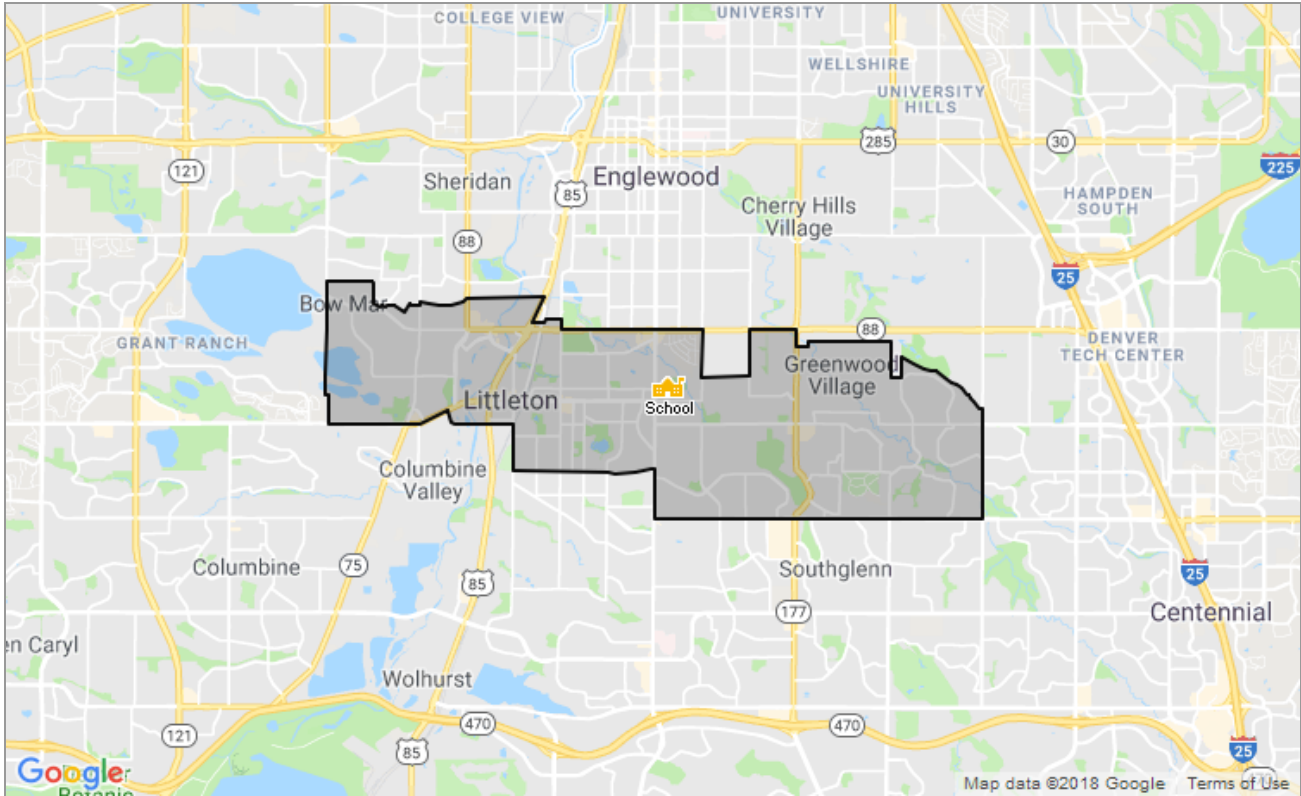 COLLEGE VIEW
UNIVERSITY
WELLSHIRE
UNIVERSITY
HILLS
285
30
121
225
Sheridan
85
Englewood
HAMPDEN
SOUTH
Cherry Hills
Village
88
25
Bow Mar
GRANT RANCH
88
DENVER
TECH CENTER
Greenwood
Village
Littleton
School
Columbine
Valley
Columbine
75
85
Southglenn
25
177
Centennial
en Caryl
Wolhurst
121
470
85
470
25
Google
Map data ©2018 Google
Terms of Use